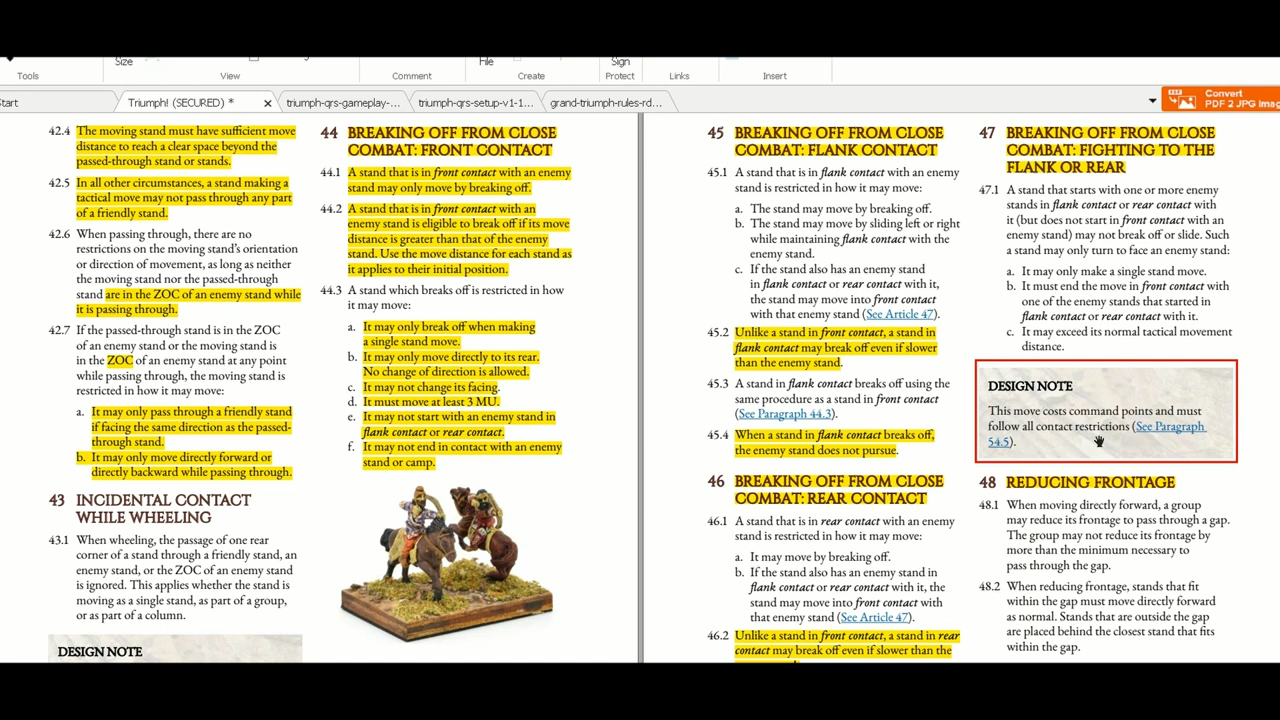 Size
File
Sign
Tools
View
Comment
Create
Protect
Links
Insert
Start
Triumph! (SECURED) *
triumph-qrs-gameplay-...
triumph-qrs-setup-v1-1...
grand-triumph-rules-rd...
Convert
PDF 2 JPG Imag
42.4 The moving stand must have sufficient move
distance to reach a clear space beyond the
passed-through stand or stands.
42.5 In all other circumstances, a stand making a
tactical move may not pass through any part
of a friendly stand.
42.6 When passing through, there are no
restrictions on the moving stand's orientation
or direction of movement, as long as neither
the moving stand nor the passed-through
stand are in the ZOC of an enemy stand while
it is passing through.
42.7 If the passed-through stand is in the ZOC
of an enemy stand or the moving stand is
in the ZOC of an enemy stand at any point
while passing through, the moving stand is
restricted in how it may move:
a. It may only pass through a friendly stand
if facing the same direction as the passed-
through stand.
b. It may only move directly forward or
directly backward while passing through.
43 INCIDENTAL CONTACT
WHILE WHEELING
43.1 When wheeling, the passage of one rear
corner of a stand through a friendly stand, an
enemy stand, or the ZOC of an enemy stand
is ignored. This applies whether the stand is
moving as a single stand, as part of a group,
or as part of a column.
DESIGN NOTE
44 BREAKING OFF FROM CLOSE
COMBAT: FRONT CONTACT
44.1 A stand that is in front contact with an enemy
stand may only move by breaking off.
44.2 A stand that is in front contact with an
enemy stand is eligible to break off if its move
distance is greater than that of the enemy
stand. Use the move distance for each stand as
it applies to their initial position.
44.3 A stand which breaks off is restricted in how
it may move:
a. It may only break off when making
a single stand move.
b. It may only move directly to its rear.
No change of direction is allowed.
c. It may not change its facing.
d. It must move at least 3 MU.
e. It may not start with an enemy stand in
flank contact or rear contact.
f. It may not end in contact with an enemy
stand or camp.
45 BREAKING OFF FROM CLOSE
COMBAT: FLANK CONTACT
45.1 A stand that is in flank contact with an enemy
stand is restricted in how it may move:
a. The stand may move by breaking off.
b. The stand may move by sliding left or right
while maintaining flank contact with the
enemy stand.
c. If the stand also has an enemy stand
in flank contact or rear contact with it,
the stand may move into front contact
with that enemy stand (See Article 47).
45.2 Unlike a stand in front contact, a stand in
flank contact may break off even if slower
than the enemy stand.
45.3 A stand in flank contact breaks off using the
same procedure as a stand in front contact
(See Paragraph 44.3).
45.4 When a stand in flank contact breaks off,
the enemy stand does not pursue.
46 BREAKING OFF FROM CLOSE
COMBAT: REAR CONTACT
46.1 A stand that is in rear contact with an enemy
stand is restricted in how it may move:
a. It may move by breaking off.
b. If the stand also has an enemy stand in
flank contact or rear contact with it, the
stand may move into front contact with
that enemy stand (See Article 47).
46.2 Unlike a stand in front contact, a stand in rear
contact may break off even if slower than the
47 BREAKING OFF FROM CLOSE
COMBAT: FIGHTING TO THE
FLANK OR REAR
47.1 A stand that starts with one or more enemy
stands in flank contact or rear contact with
it (but does not start in front contact with an
enemy stand) may not break off or slide. Such
a stand may only turn to face an enemy stand:
a. It may only make a single stand move.
b. It must end the move in front contact with
one of the enemy stands that started in
flank contact or rear contact with it.
c. It may exceed its normal tactical movement
distance.
DESIGN NOTE
This move costs command points and must
follow all contact restrictions (See Paragraph
54.5).
48 REDUCING FRONTAGE
48.1 When moving directly forward, a group
may reduce its frontage to pass through a gap.
The group may not reduce its frontage by
more than the minimum necessary to
pass through the gap.
48.2 When reducing frontage, stands that fit
within the gap must move directly forward
as normal. Stands that are outside the gap
are placed behind the closest stand that fits
within the gap.